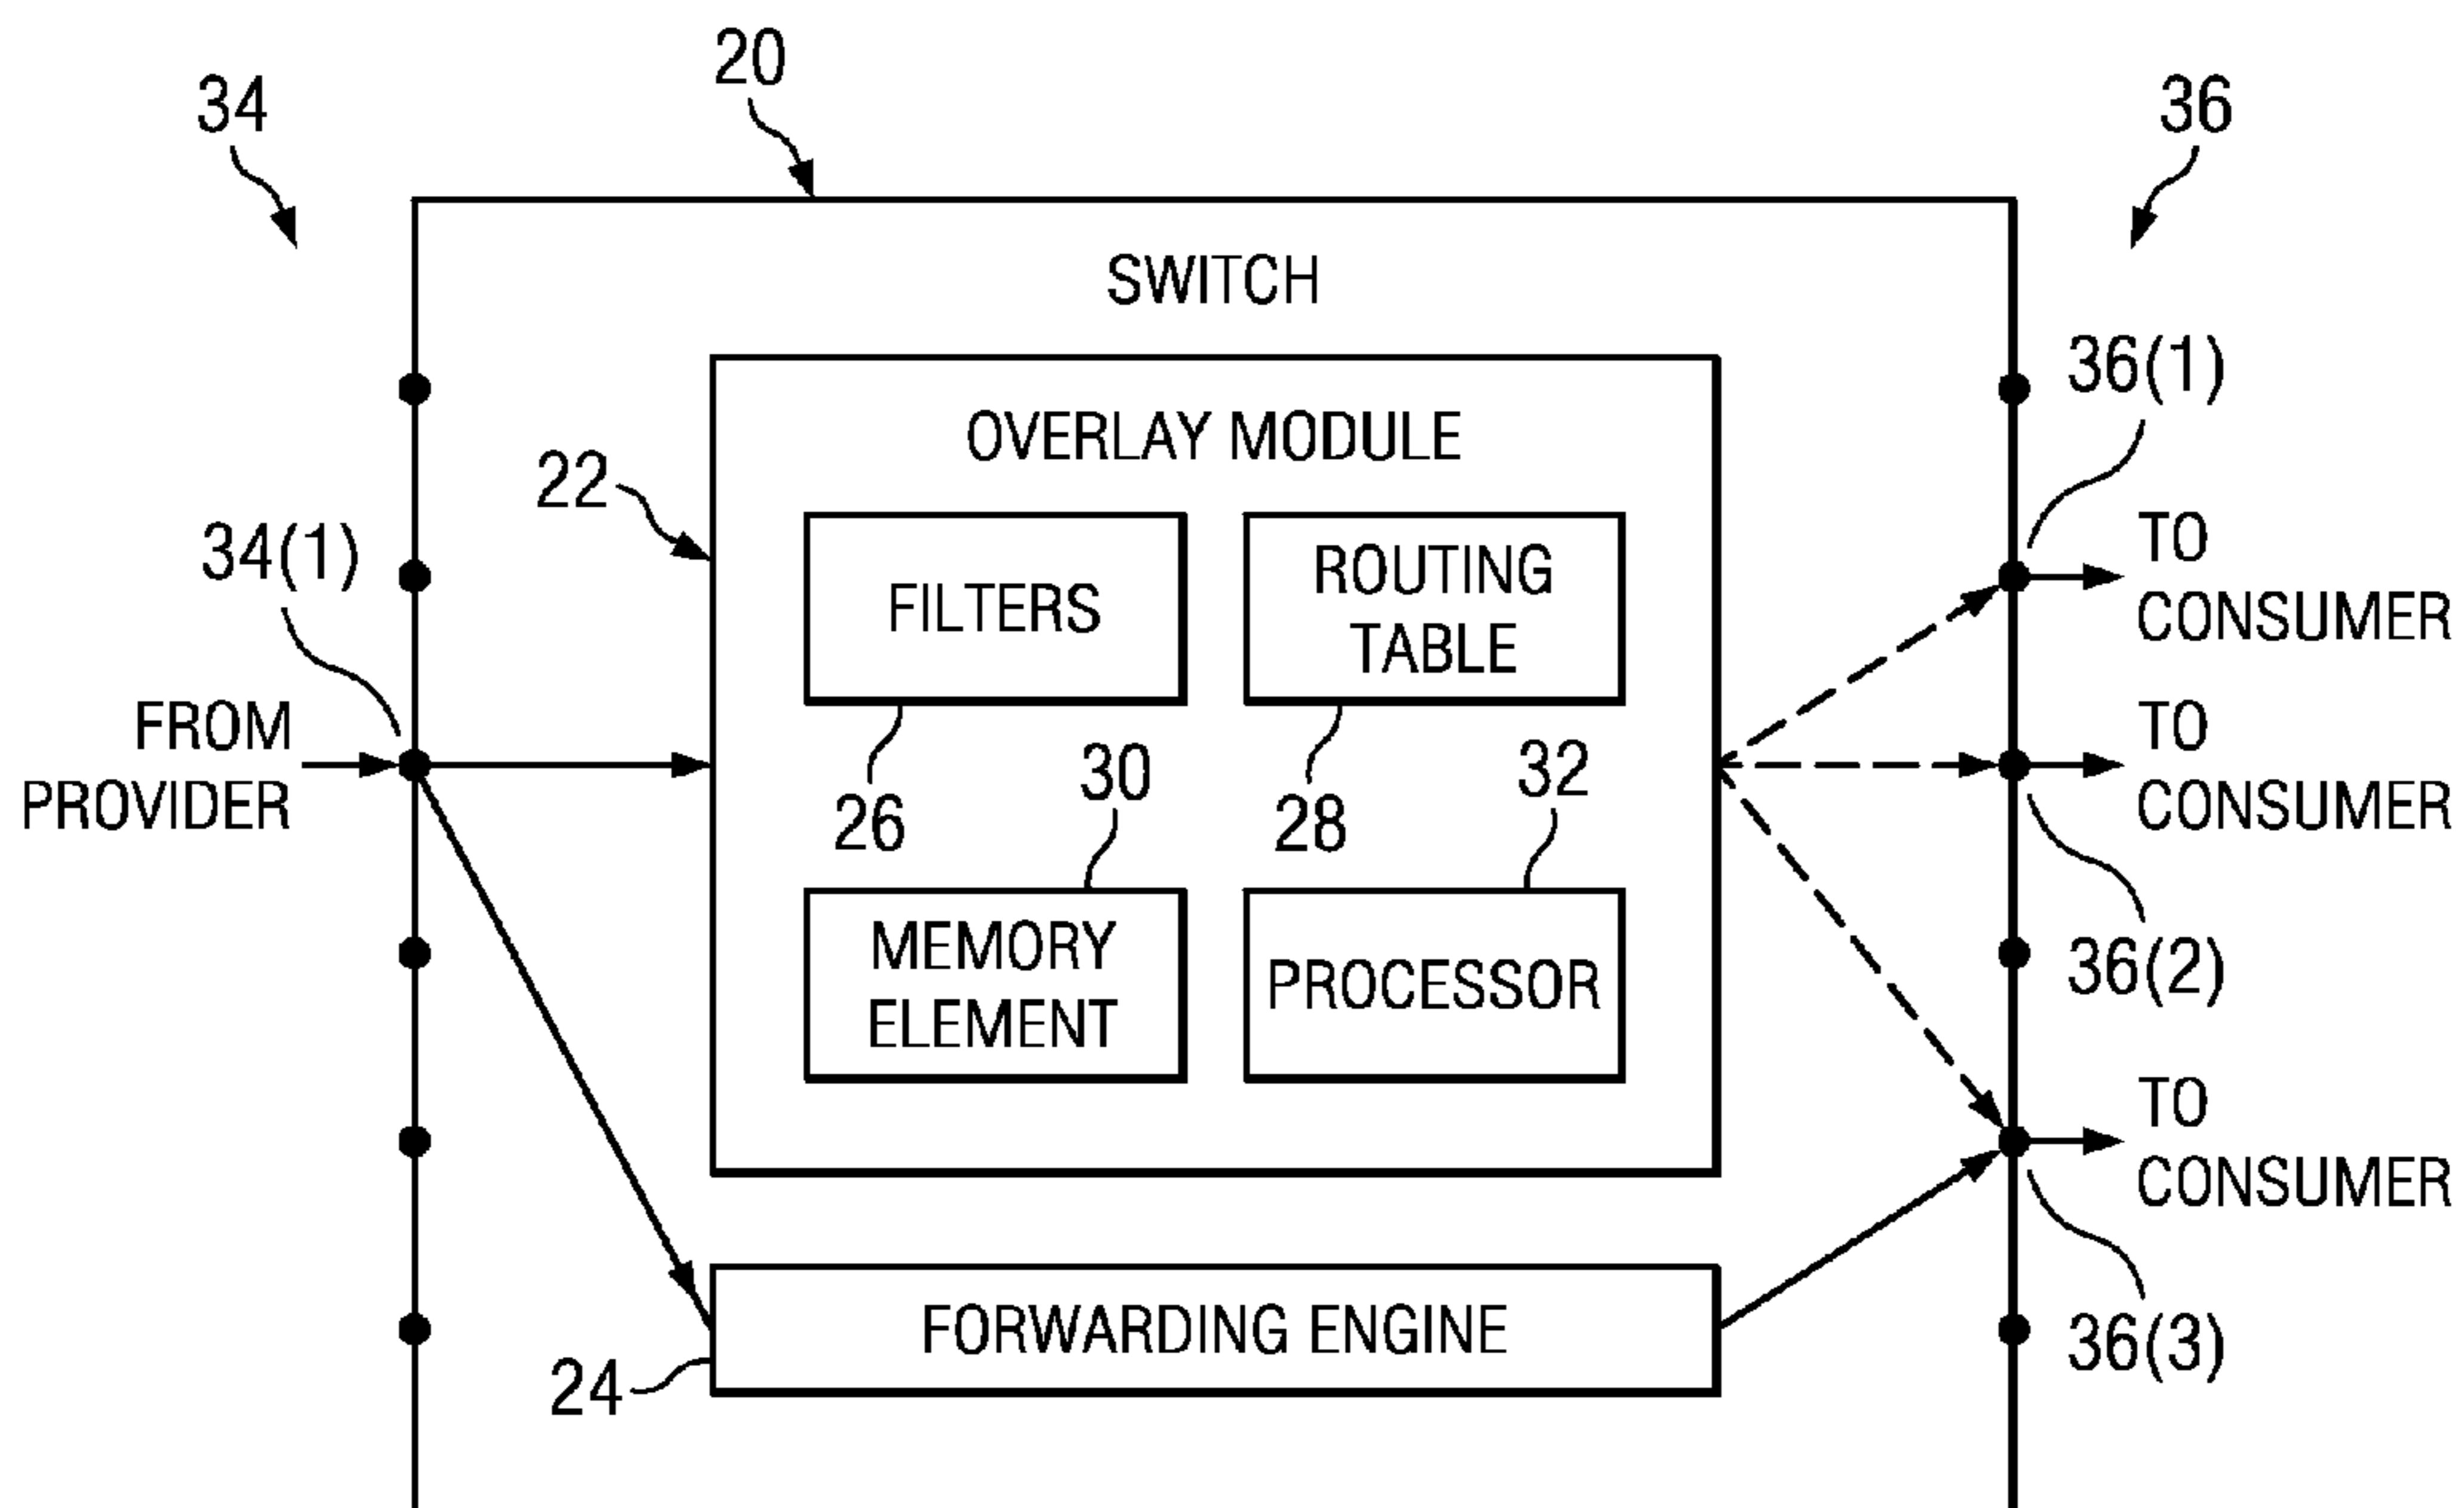 20
34
36
SWITCH
36(1)
OVERLAY MODULE
22
34(1)
FILTERS
ROUTING
TABLE
TO
CONSUMER
FROM
PROVIDER
26
30
28
32
TO
CONSUMER
MEMORY
ELEMENT
PROCESSOR
36(2)
TO
CONSUMER
FORWARDING ENGINE
24
36(3)